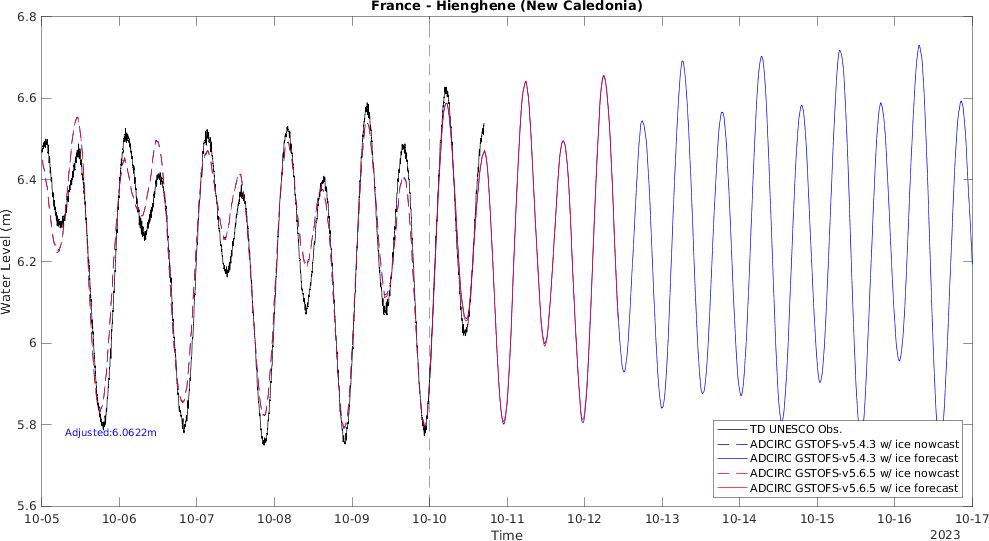 France - Hienghene (New Caledonia)
6.8
6.6
6.4
6.2
6
5.8
5.6
Water Level (m)
Adjusted:6.0622m
TD UNESCO Obs.
ADCIRC GSTOFS-v5.4.3 w/ ice nowcast
ADCIRC GSTOFS-v5.4.3 w/ ice forecast
ADCIRC GSTOFS-v5.6.5 w/ ice nowcast
ADCIRC GSTOFS-v5.6.5 w/ ice forecast
10-05 10-06 10-07 10-08 10-09 10-10 10-11 10-12 10-13 10-14 10-15 10-16 10-17
Time
2023